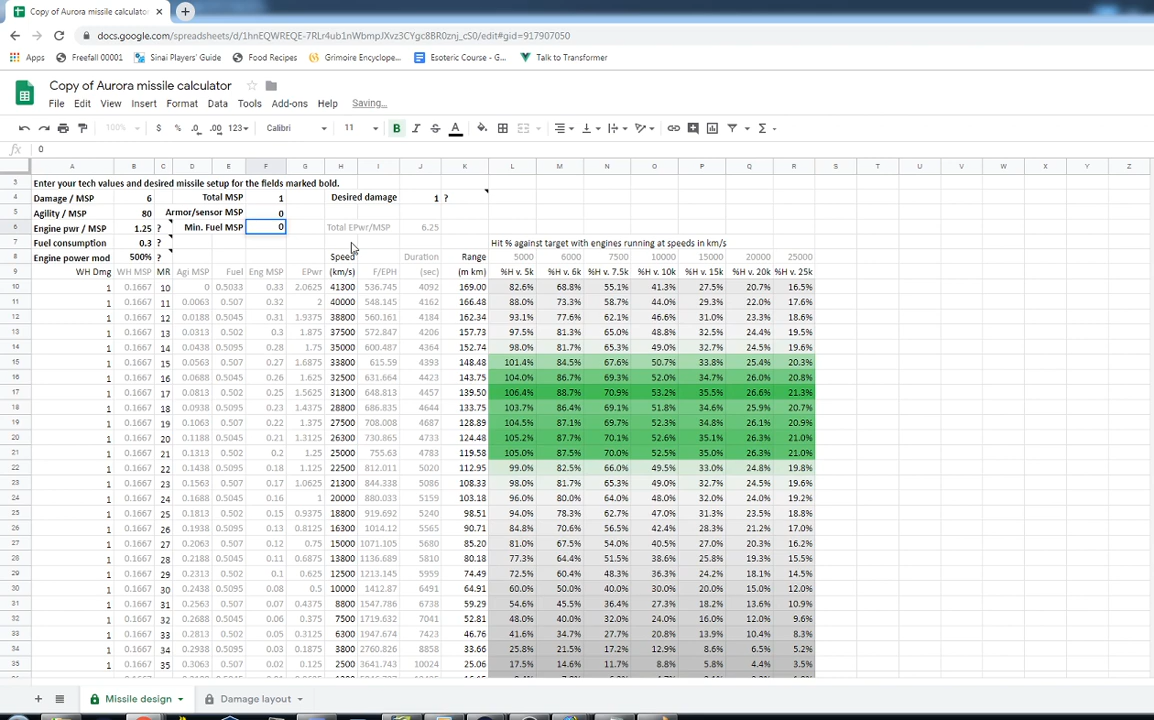 Copy of Aurora missile calculator × +
docs.google.com/spreadsheets/d/1hnEQWREQE-7RLr4ub1nWbmpJXvz3CYgc8BR0znj_cS0/edit#gid=917907050
Apps Freefall 00001 Sinai Players' Guide Food Recipes Grimoire Encyclope... Esoteric Course - G... Talk to Transformer
Copy of Aurora missile calculator
File Edit View Insert Format Data Tools Add-ons Help Saving...
100% $ % .0 .00 123 Calibri 11 B I S A
fx 0
A B C D E F G H I J K L M N O P Q R S T U V W X Y Z
3 Enter your tech values and desired missile setup for the fields marked bold.
4 Damage / MSP 6 Total MSP 1 Desired damage 1 ?
5 Agility / MSP 80 Armor/sensor MSP 0
6 Engine pwr / MSP 1.25 ? Min. Fuel MSP 0 Total EPwr/MSP 6.25
7 Fuel consumption 0.3 ? Hit % against target with engines running at speeds in km/s
8 Engine power mod 500% ? Speed Duration Range 5000 6000 7500 10000 15000 20000 25000
9 WH Dmg WH MSP MR Agi MSP Fuel Eng MSP EPwr (km/s) F/EPH (sec) (m km) %H v. 5k %H v. 6k %H v. 7.5k %H v. 10k %H v. 15k %H v. 20k %H v. 25k
10 1 0.1667 10 0 0.5033 0.33 2.0625 41300 536.745 4092 169.00 82.6% 68.8% 55.1% 41.3% 27.5% 20.7% 16.5%
11 1 0.1667 11 0.0063 0.507 0.32 2 40000 548.145 4162 166.48 88.0% 73.3% 58.7% 44.0% 29.3% 22.0% 17.6%
12 1 0.1667 12 0.0188 0.5045 0.31 1.9375 38800 560.161 4184 162.34 93.1% 77.6% 62.1% 46.6% 31.0% 23.3% 18.6%
13 1 0.1667 13 0.0313 0.502 0.3 1.875 37500 572.847 4206 157.73 97.5% 81.3% 65.0% 48.8% 32.5% 24.4% 19.5%
14 1 0.1667 14 0.0438 0.5095 0.28 1.75 35000 600.487 4364 152.74 98.0% 81.7% 65.3% 49.0% 32.7% 24.5% 19.6%
15 1 0.1667 15 0.0563 0.507 0.27 1.6875 33800 615.59 4393 148.48 101.4% 84.5% 67.6% 50.7% 33.8% 25.4% 20.3%
16 1 0.1667 16 0.0688 0.5045 0.26 1.625 32500 631.664 4423 143.75 104.0% 86.7% 69.3% 52.0% 34.7% 26.0% 20.8%
17 1 0.1667 17 0.0813 0.502 0.25 1.5625 31300 648.813 4457 139.50 106.4% 88.7% 70.9% 53.2% 35.5% 26.6% 21.3%
18 1 0.1667 18 0.0938 0.5095 0.23 1.4375 28800 686.835 4644 133.75 103.7% 86.4% 69.1% 51.8% 34.6% 25.9% 20.7%
19 1 0.1667 19 0.1063 0.507 0.22 1.375 27500 708.008 4687 128.89 104.5% 87.1% 69.7% 52.3% 34.8% 26.1% 20.9%
20 1 0.1667 20 0.1188 0.5045 0.21 1.3125 26300 730.865 4733 124.48 105.2% 87.7% 70.1% 52.6% 35.1% 26.3% 21.0%
21 1 0.1667 21 0.1313 0.502 0.2 1.25 25000 755.63 4783 119.58 105.0% 87.5% 70.0% 52.5% 35.0% 26.3% 21.0%
22 1 0.1667 22 0.1438 0.5095 0.18 1.125 22500 812.011 5020 112.95 99.0% 82.5% 66.0% 49.5% 33.0% 24.8% 19.8%
23 1 0.1667 23 0.1563 0.507 0.17 1.0625 21300 844.338 5086 108.33 98.0% 81.7% 65.3% 49.0% 32.7% 24.5% 19.6%
24 1 0.1667 24 0.1688 0.5045 0.16 1 20000 880.033 5159 103.18 96.0% 80.0% 64.0% 48.0% 32.0% 24.0% 19.2%
25 1 0.1667 25 0.1813 0.502 0.15 0.9375 18800 919.692 5240 98.51 94.0% 78.3% 62.7% 47.0% 31.3% 23.5% 18.8%
26 1 0.1667 26 0.1938 0.5095 0.13 0.8125 16300 1014.12 5565 90.71 84.8% 70.6% 56.5% 42.4% 28.3% 21.2% 17.0%
27 1 0.1667 27 0.2063 0.507 0.12 0.75 15000 1071.105 5680 85.20 81.0% 67.5% 54.0% 40.5% 27.0% 20.3% 16.2%
28 1 0.1667 28 0.2188 0.5045 0.11 0.6875 13800 1136.689 5810 80.18 77.3% 64.4% 51.5% 38.6% 25.8% 19.3% 15.5%
29 1 0.1667 29 0.2313 0.502 0.1 0.625 12500 1213.145 5959 74.49 72.5% 60.4% 48.3% 36.3% 24.2% 18.1% 14.5%
30 1 0.1667 30 0.2438 0.5095 0.08 0.5 10000 1412.87 6491 64.91 60.0% 50.0% 40.0% 30.0% 20.0% 15.0% 12.0%
31 1 0.1667 31 0.2563 0.507 0.07 0.4375 8800 1547.786 6738 59.29 54.6% 45.5% 36.4% 27.3% 18.2% 13.6% 10.9%
32 1 0.1667 32 0.2688 0.5045 0.06 0.375 7500 1719.632 7041 52.81 48.0% 40.0% 32.0% 24.0% 16.0% 12.0% 9.6%
33 1 0.1667 33 0.2813 0.502 0.05 0.3125 6300 1947.674 7423 46.76 41.6% 34.7% 27.7% 20.8% 13.9% 10.4% 8.3%
34 1 0.1667 34 0.2938 0.5095 0.03 0.1875 3800 2760.826 8858 33.66 25.8% 21.5% 17.2% 12.9% 8.6% 6.5% 5.2%
35 1 0.1667 35 0.3063 0.507 0.02 0.125 2500 3641.743 10024 25.06 17.5% 14.6% 11.7% 8.8% 5.8% 4.4% 3.5%
+ Missile design Damage layout